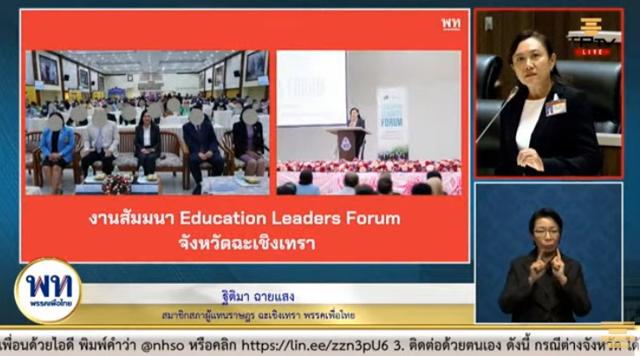 พท
FORUM
EDUCATION
LEADERS
FORUM
LIVE
งานสัมมนา Education Leaders Forum
จังหวัดฉะเชิงเทรา
พท
พรรคเพื่อไทย
ฐิติมา ฉายแสง
สมาชิกสภาผู้แทนราษฎร ฉะเชิงเทรา พรรคเพื่อไทย
เพื่อนด้วยไอดี พิมพ์คำว่า @nhso หรือคลิก https://lin.ee/zzn3pU6 3. ติดต่อด้วยตนเอง ดังนี้ กรณีต่างจังหวัด